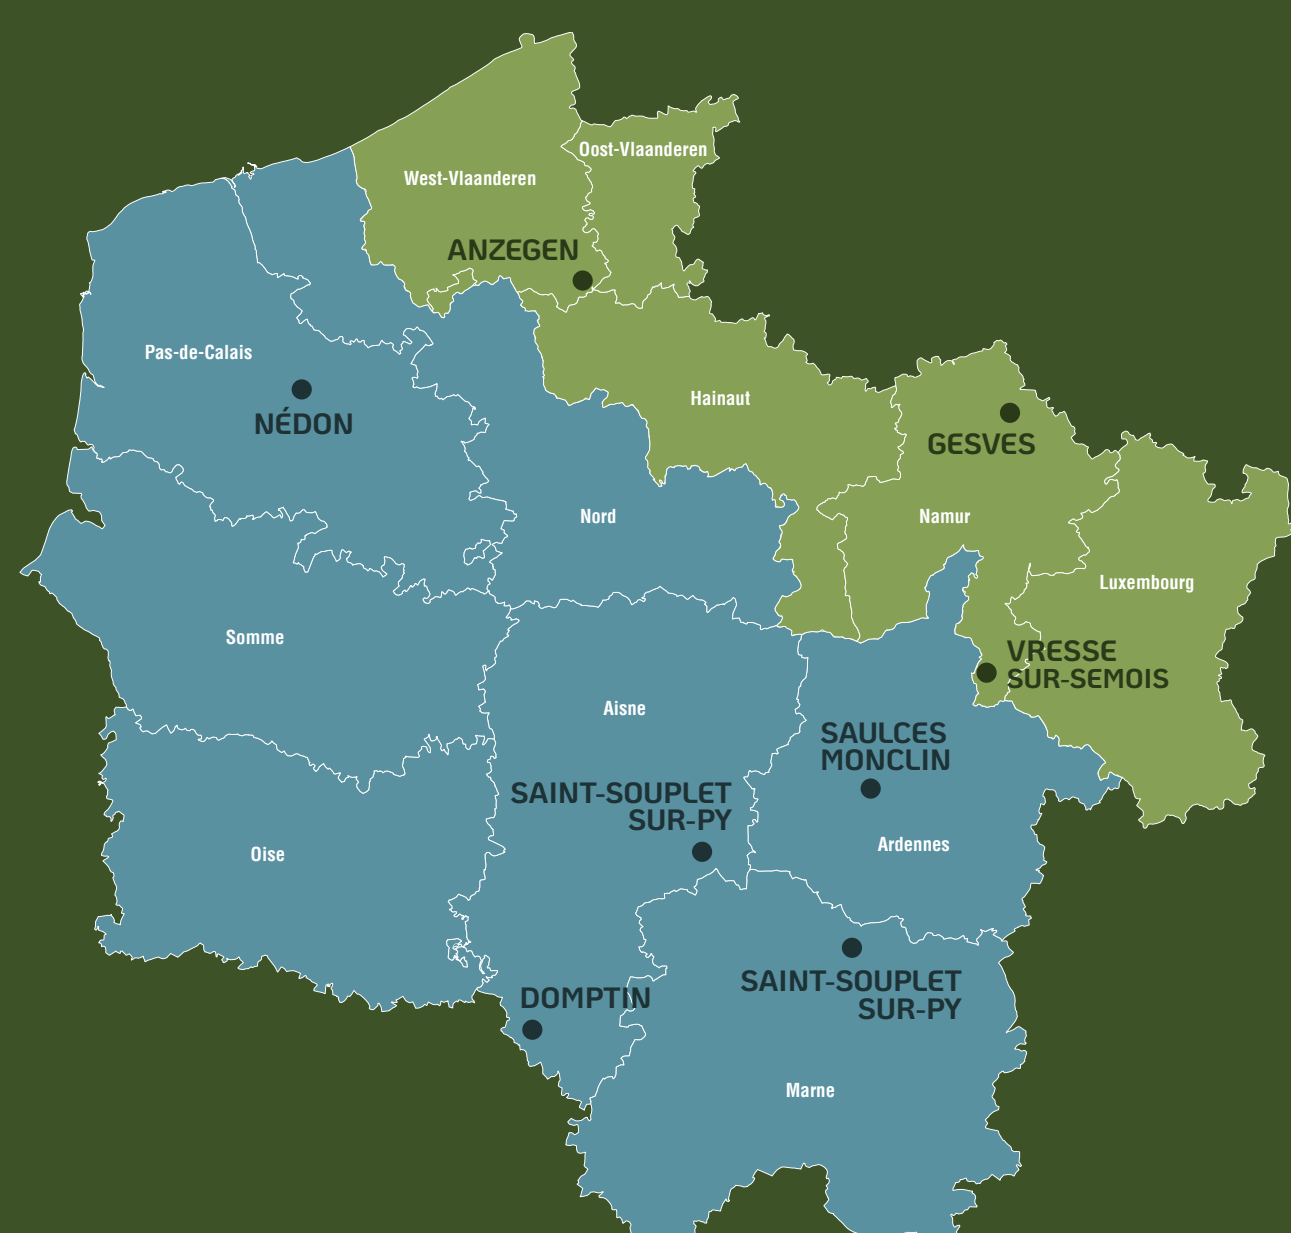 Oost-Vlaanderen
West-Vlaanderen
ANZEGEN
Pas-de-Calais
NÉDON
Hainaut
GESVES
Nord
Namur
Luxembourg
Somme
VRESSE
SUR-SEMOIS
Aisne
SAULCES
MONCLIN
SAINT-SOUPLET
SUR-PY
Ardennes
Oise
SAINT-SOUPLET
SUR-PY
DOMPTIN
Marne